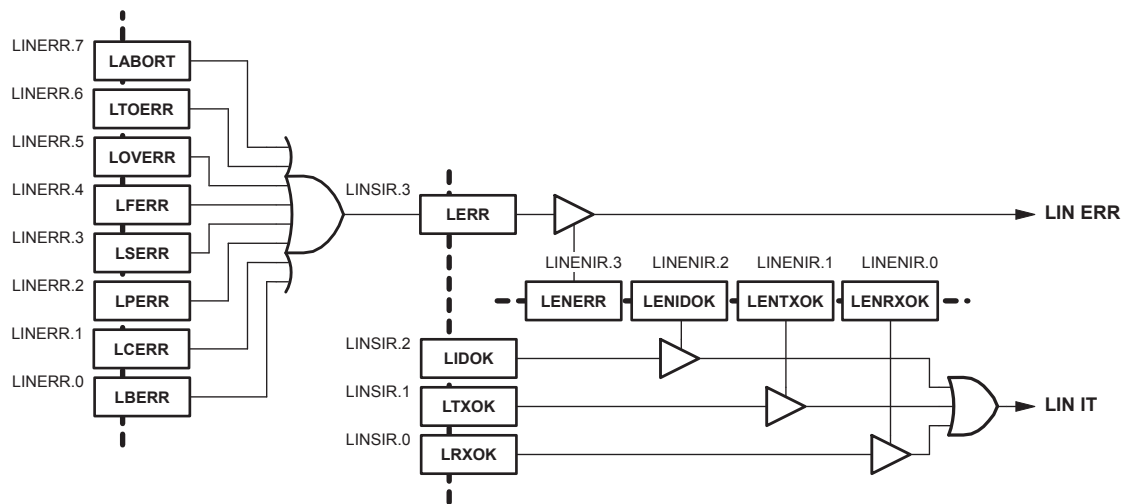 LINERR.7
LABORT
LINERR.6
LTOERR
LINERR.5
LOVERR
LINERR.4
LFERR
LINERR.3
LSERR
LINERR.2
LPERR
LINERR.1
LCERR
LINERR.0
LBERR
LINSIR.3
LERR
LIN ERR
LINENIR.3 LINENIR.2 LINENIR.1 LINENIR.0
LENERR LENIDOK LENTXOK LENRXOK
LINSIR.2
LIDOK
LINSIR.1
LTXOK
LIN IT
LINSIR.0
LRXOK